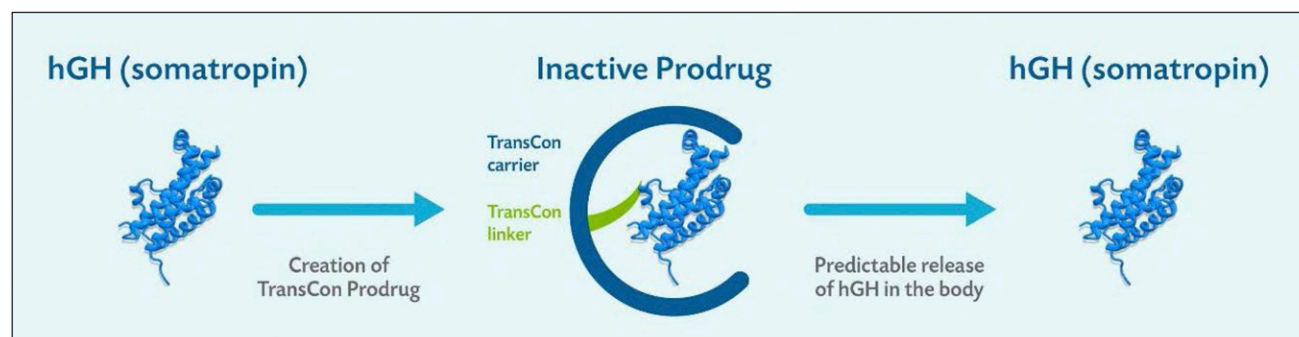 hGH (somatropin)
Inactive Prodrug
hGH (somatropin)
TransCon
carrier
TransCon
linker
Creation of
TransCon Prodrug
Predictable release
of hGH in the body